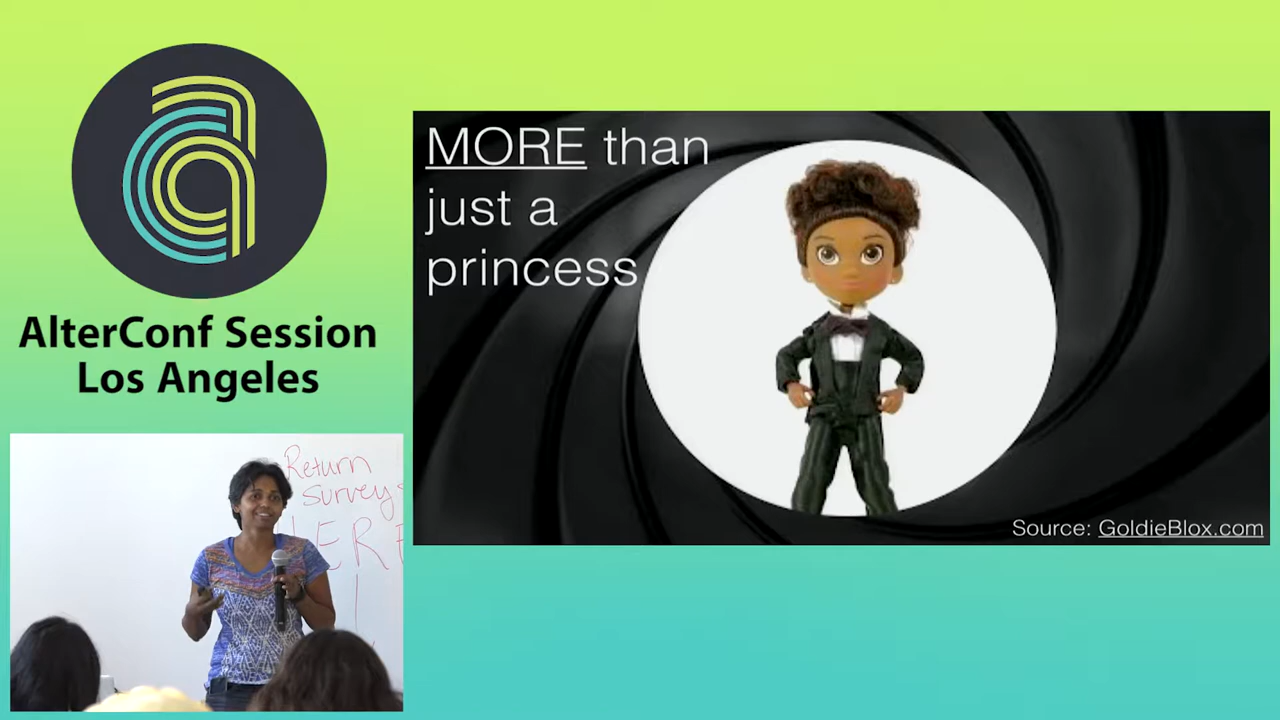 AlterConf Session
Los Angeles
MORE than
just a
princess
Source: GoldieBlox.com
Return
survey